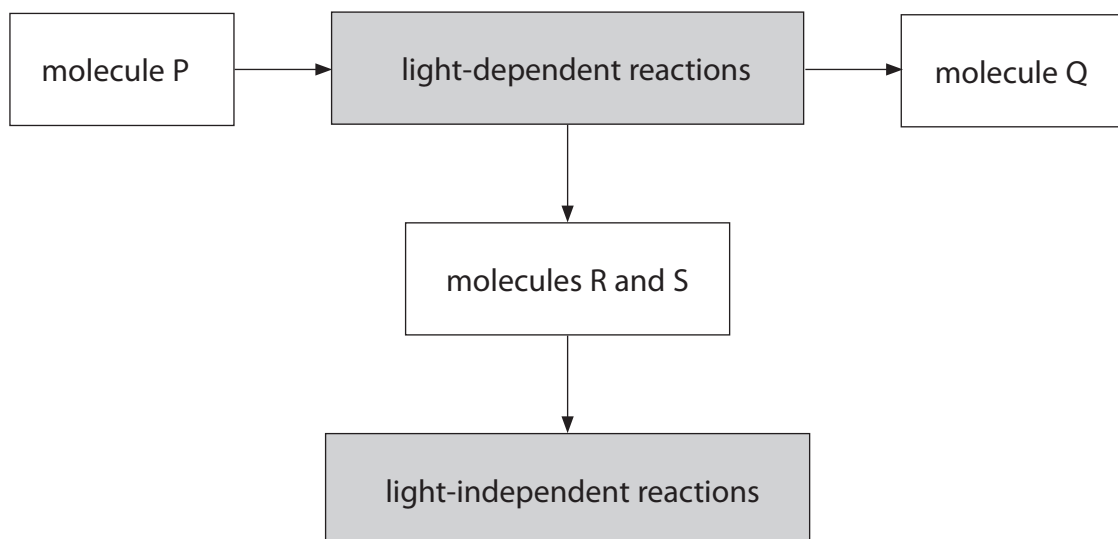 molecule P
light-dependent reactions
molecule Q
molecules R and S
light-independent reactions